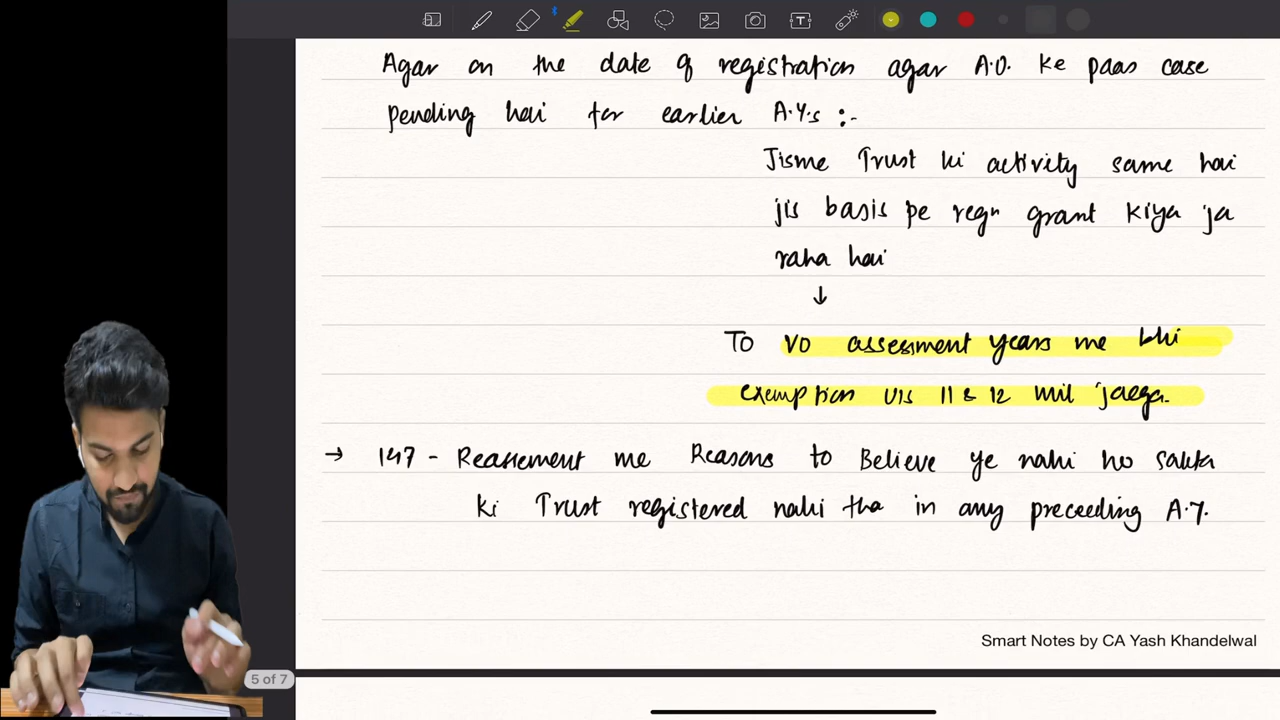 Agar on the date of registration agar A.O. ke paas case
pending hai for earlier A.Y.s :-
Jisme Trust ki activity same hai
jis basis pe regn grant kiya ja
raha hai
↓
To vo assessment years me bhi
exemption u/s 11 & 12 mil jaega.
→ 147 - Reassement me Reasons to Believe ye nahi ho sakta
ki Trust registered nahi tha in any preceeding A.Y.
Smart Notes by CA Yash Khandelwal
5 of 7